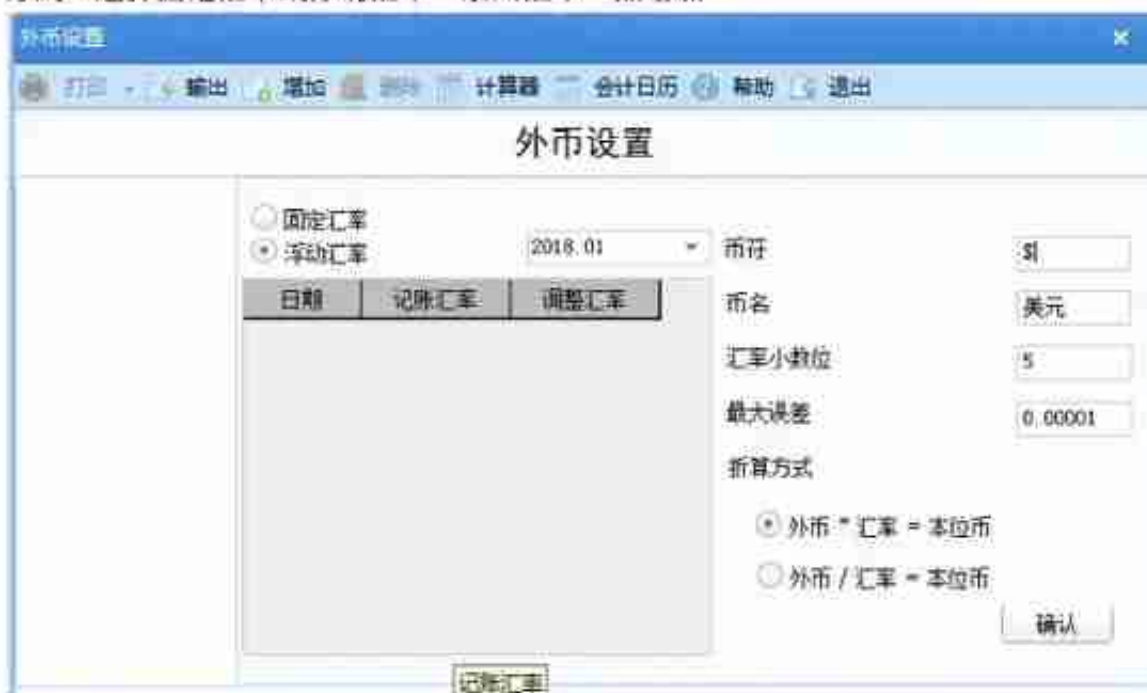 外币设置
打印 输出 增加 删除 计算器 会计日历 帮助 退出
外币设置
固定汇率
浮动汇率
2018.01
日期 记账汇率 调整汇率
币符 $
币名 美元
汇率小数位 5
最大误差 0.00001
折算方式
外币 * 汇率 = 本位币
外币 / 汇率 = 本位币
确认
记账汇率